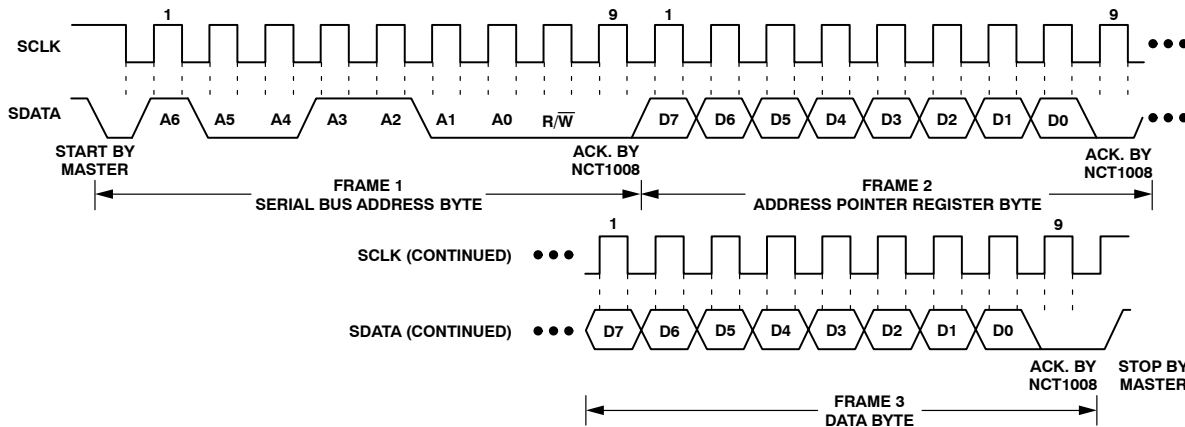 1 9 1 9
SCLK
SDATA
A6 A5 A4 A3 A2 A1 A0 R/W̅ D7 D6 D5 D4 D3 D2 D1 D0
START BY
MASTER
ACK. BY
NCT1008
ACK. BY
NCT1008
FRAME 1
SERIAL BUS ADDRESS BYTE
FRAME 2
ADDRESS POINTER REGISTER BYTE
1 9
SCLK (CONTINUED)
SDATA (CONTINUED)
D7 D6 D5 D4 D3 D2 D1 D0
ACK. BY
NCT1008
STOP BY
MASTER
FRAME 3
DATA BYTE